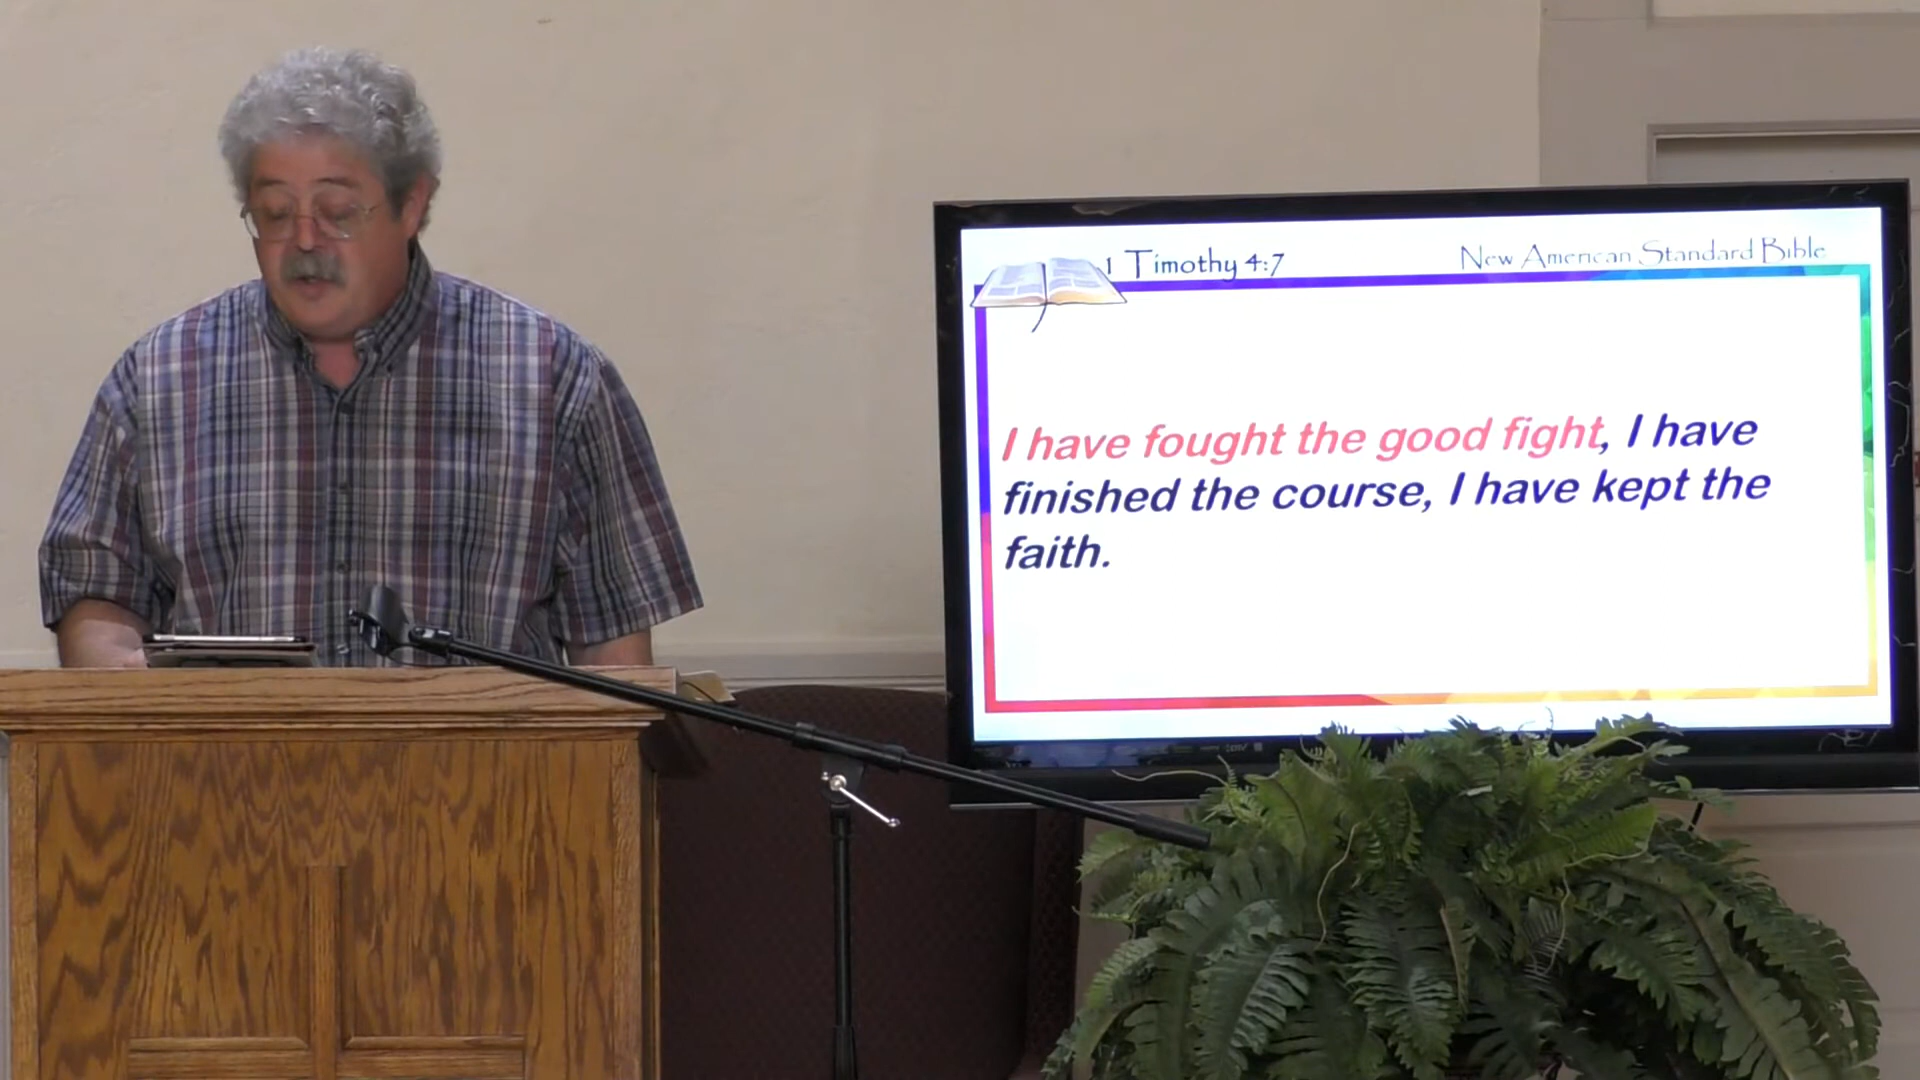 1 Timothy 4:7
New American Standard Bible
I have fought the good fight, I have
finished the course, I have kept the
faith.